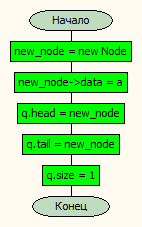 Начало
new_node = new Node
new_node->data = a
q.head = new_node
q.tail = new_node
q.size = 1
Конец